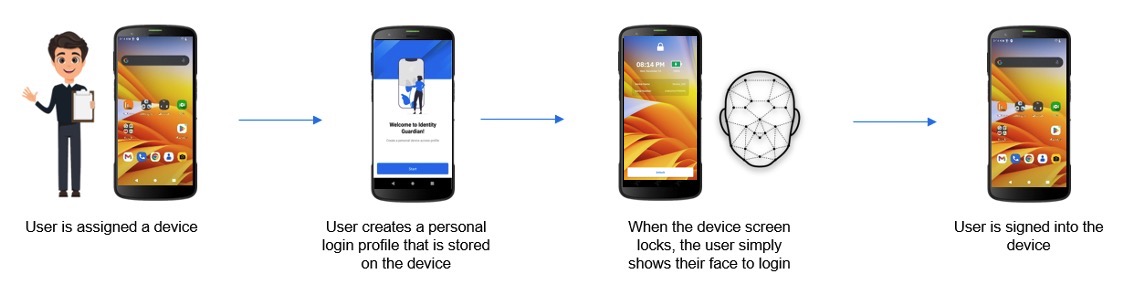 Welcome to Identity
Guardian!
Start
08:14 PM
User is assigned a device
User creates a personal
login profile that is stored
on the device
When the device screen
locks, the user simply
shows their face to login
User is signed into the
device